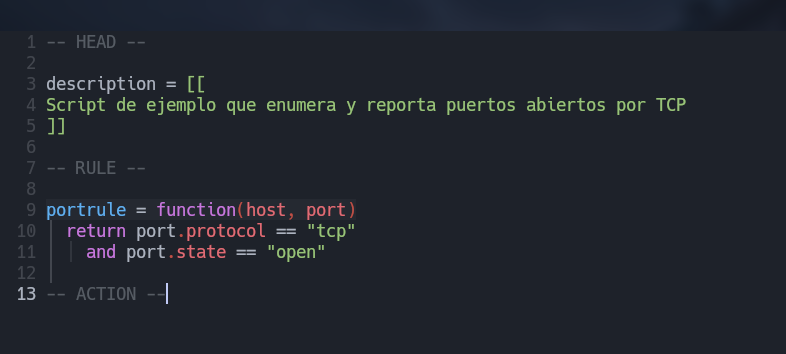 1 -- HEAD --
2
3 description = [[
4 Script de ejemplo que enumera y reporta puertos abiertos por TCP
5 ]]
6
7 -- RULE --
8
9 portrule = function(host, port)
10 return port.protocol == "tcp"
11 and port.state == "open"
12
13 -- ACTION --